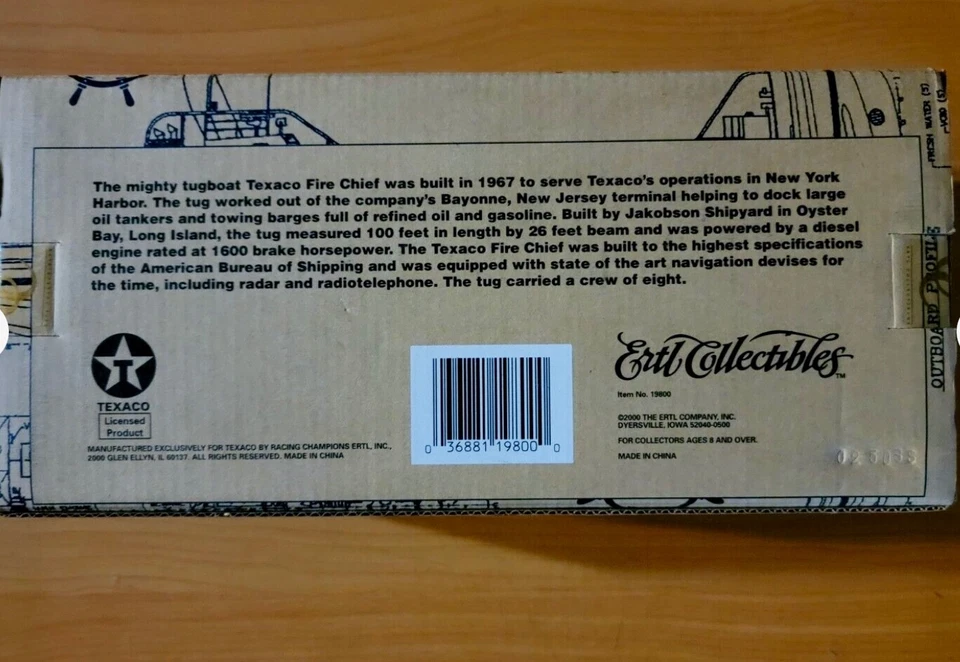 FRESH WATER (S)
VOID (S)
The mighty tugboat Texaco Fire Chief was built in 1967 to serve Texaco's operations in New York
Harbor. The tug worked out of the company's Bayonne, New Jersey terminal helping to dock large
oil tankers and towing barges full of refined oil and gasoline. Built by Jakobson Shipyard in Oyster
Bay, Long Island, the tug measured 100 feet in length by 26 feet beam and was powered by a diesel
engine rated at 1600 brake horsepower. The Texaco Fire Chief was built to the highest specifications
of the American Bureau of Shipping and was equipped with state of the art navigation devises for
the time, including radar and radiotelephone. The tug carried a crew of eight.
OUTBOARD PROFILE
T
TEXACO
Licensed
Product
MANUFACTURED EXCLUSIVELY FOR TEXACO BY RACING CHAMPIONS ERTL, INC.,
2000 GLEN ELLYN, IL 60137. ALL RIGHTS RESERVED. MADE IN CHINA
0 36881 19800 0
Ertl Collectibles™
Item No. 19800
©2000 THE ERTL COMPANY, INC.
DYERSVILLE, IOWA 52040-0500
FOR COLLECTORS AGES 8 AND OVER.
MADE IN CHINA